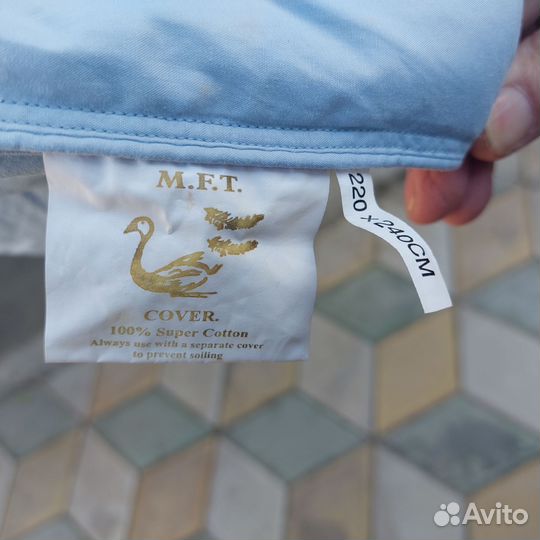 M.F.T.
COVER.
100% Super Cotton
Always use with a separate cover
to prevent soiling
220 x 240CM
Avito